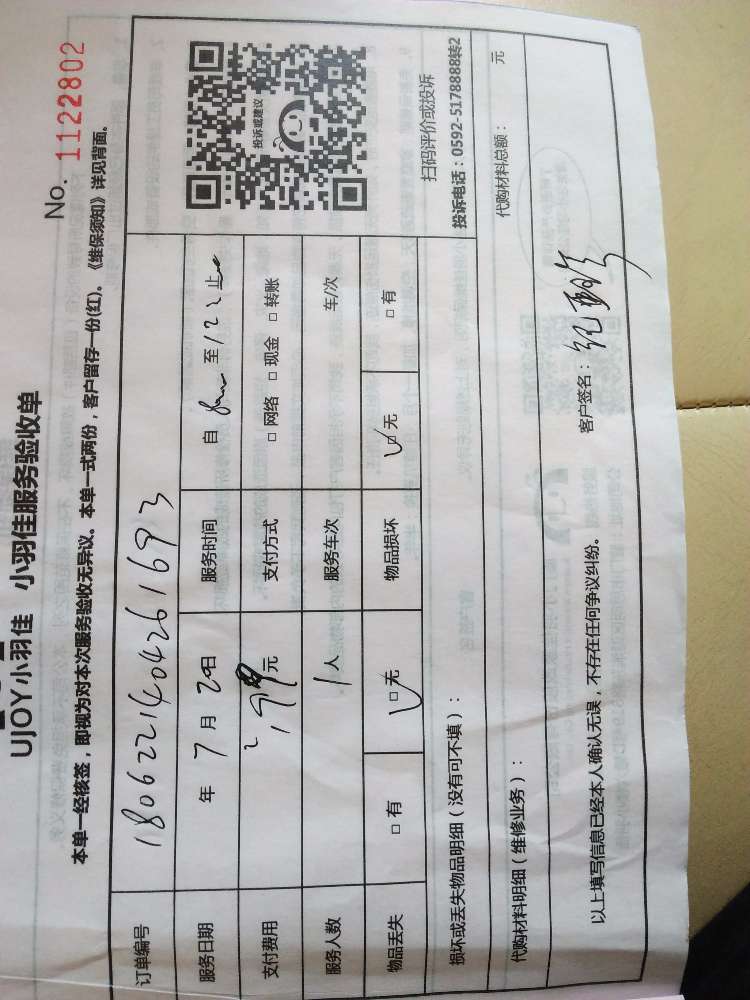 UJOY小羽佳 小羽佳服务验收单
No. 1122802
本单一经核签，即视为对本次服务验收无异议。本单一式两份，客户留存一份(红)。《维保须知》详见背面。
订单编号 180622140426 1693
服务日期 年 7 月 20日 服务时间 自 8 至 12 止
支付费用 元 支付方式 □ 网络 □ 现金 □ 转账
服务人数 1 人 服务车次 车/次
物品丢失 □ 有 □ 无 物品损坏 □ 无 □ 有
投诉或建议
扫码评价或投诉
投诉电话：0592-5178888转2
损坏或丢失物品明细（没有可不填）：
代购材料明细（维修业务）： 代购材料总额： 元
以上填写信息已经本人确认无误，不存在任何争议纠纷。 客户签名：